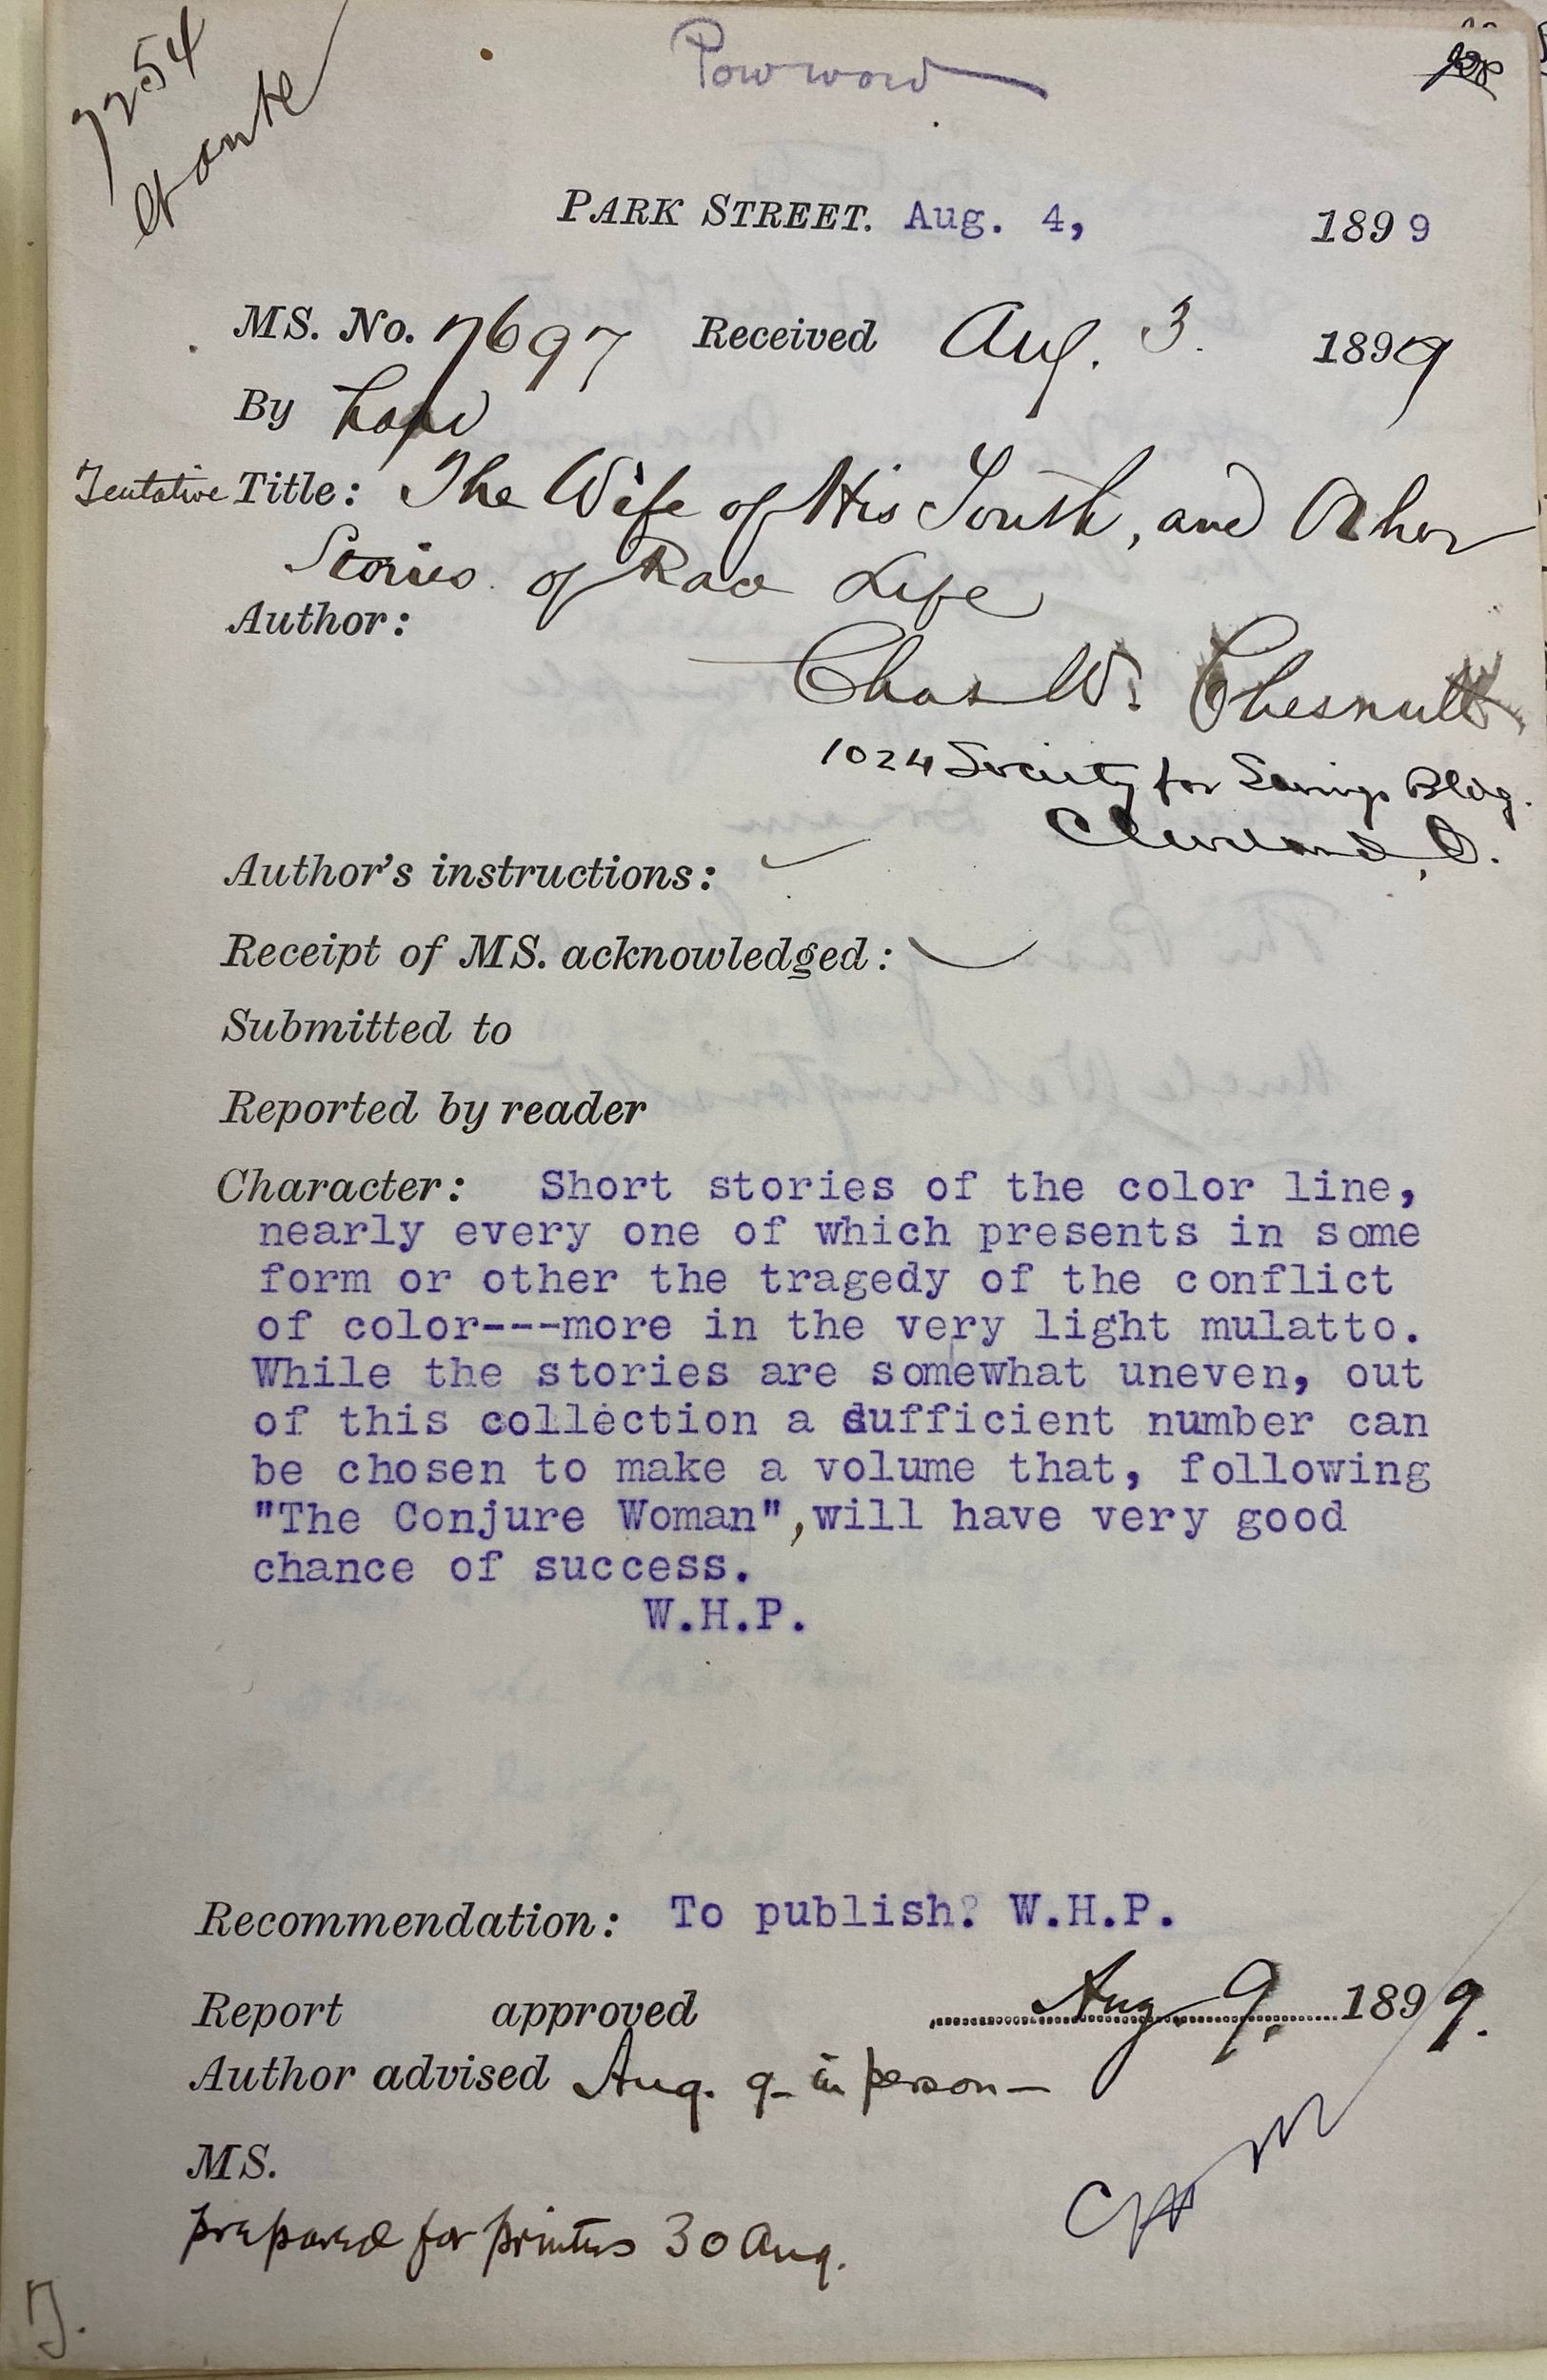 7254
et ante
Powwow
PARK STREET. Aug. 4, 1899
MS. No. 7697 Received Aug. 3. 1899
By hand
Tentative Title: The Wife of His Youth, and Other
Stories of Race Life
Author:
Chas W. Chesnutt
1024 Society for Savings Bldg.
Cleveland, O.
Author's instructions:
Receipt of MS. acknowledged:
Submitted to
Reported by reader
Character: Short stories of the color line,
nearly every one of which presents in some
form or other the tragedy of the conflict
of color---more in the very light mulatto.
While the stories are somewhat uneven, out
of this collection a sufficient number can
be chosen to make a volume that, following
"The Conjure Woman", will have very good
chance of success.
W.H.P.
Recommendation: To publish. W.H.P.
Report approved Aug. 9. 1899.
Author advised Aug. 9 - in person -
MS.
prepared for printers 30 Aug.